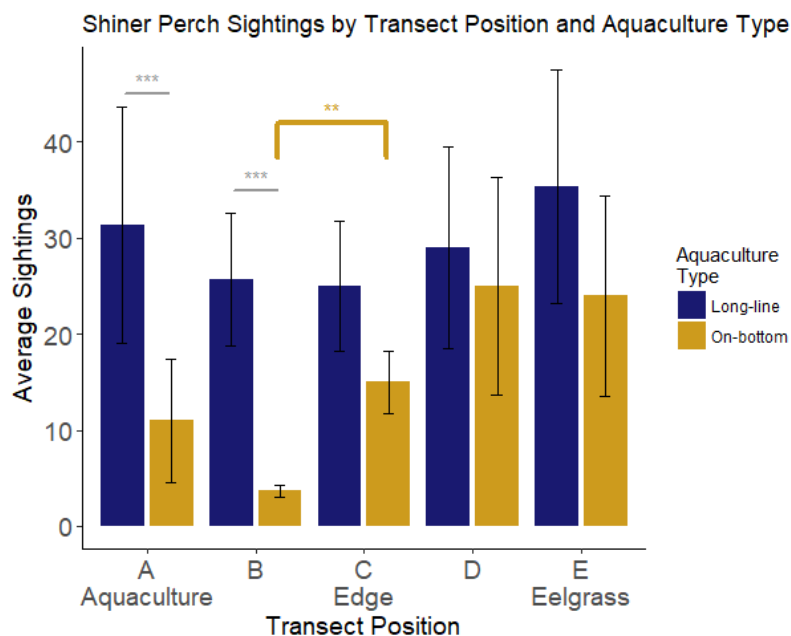 Shiner Perch Sightings by Transect Position and Aquaculture Type
***
**
***
Average Sightings
40
30
20
10
0
A
Aquaculture
B
C
Edge
D
E
Eelgrass
Transect Position
Aquaculture
Type
Long-line
On-bottom